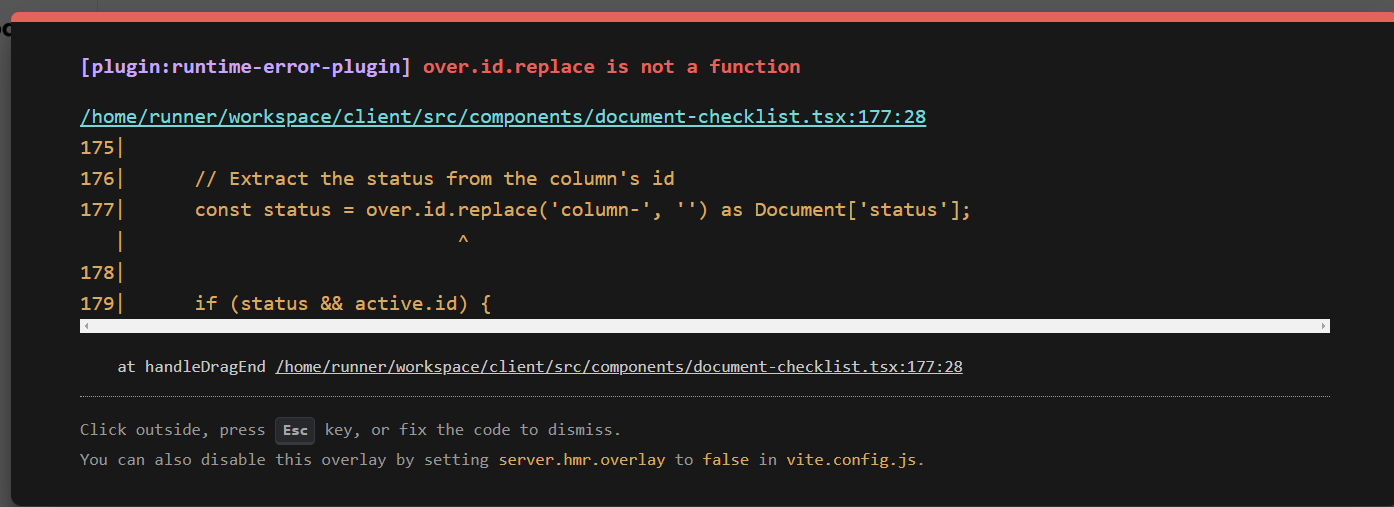 [plugin:runtime-error-plugin] over.id.replace is not a function
/home/runner/workspace/client/src/components/document-checklist.tsx:177:28
175|
176|      // Extract the status from the column's id
177|      const status = over.id.replace('column-', '') as Document['status'];
   |                             ^
178|
179|      if (status && active.id) {
at handleDragEnd /home/runner/workspace/client/src/components/document-checklist.tsx:177:28
Click outside, press Esc key, or fix the code to dismiss.
You can also disable this overlay by setting server.hmr.overlay to false in vite.config.js.